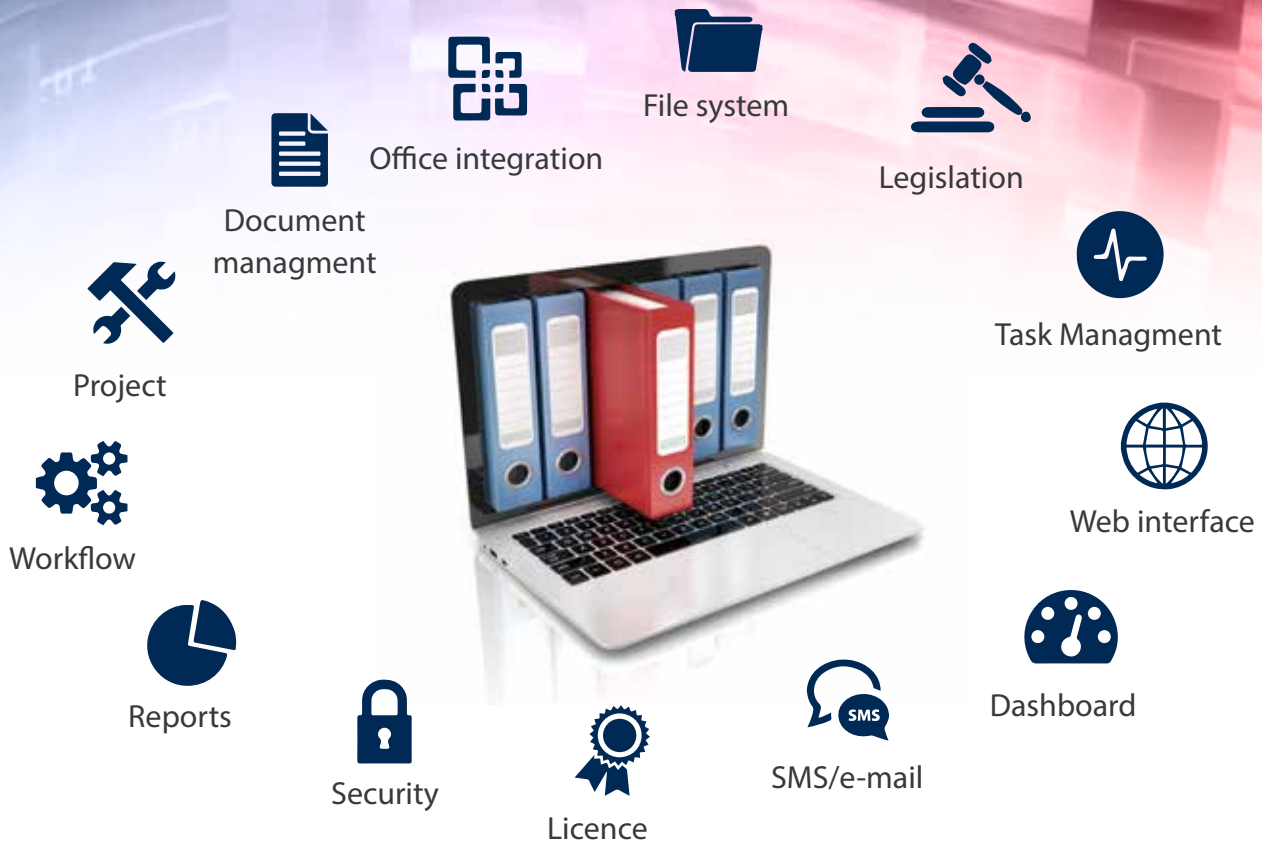 File system
Office integration
Legislation
Document
managment
Task Managment
Project
Web interface
Workflow
Dashboard
Reports
SMS
SMS/e-mail
Security
Licence